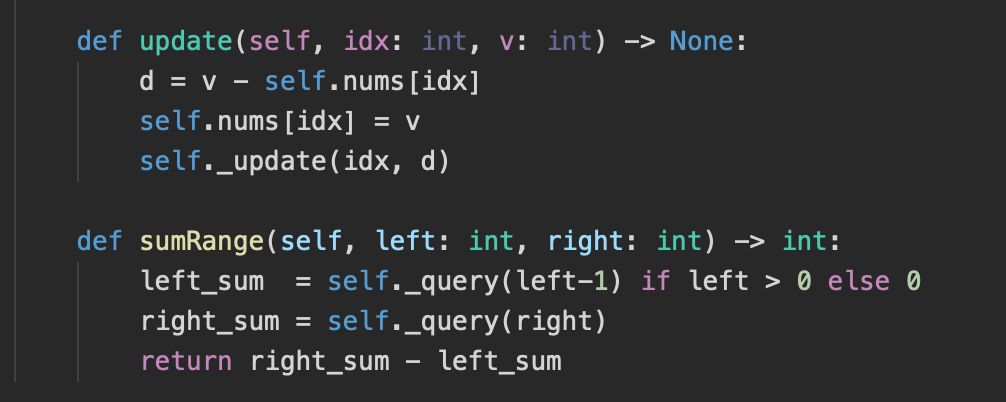 def update(self, idx: int, v: int) -> None:
    d = v - self.nums[idx]
    self.nums[idx] = v
    self._update(idx, d)

def sumRange(self, left: int, right: int) -> int:
    left_sum  = self._query(left-1) if left > 0 else 0
    right_sum = self._query(right)
    return right_sum - left_sum